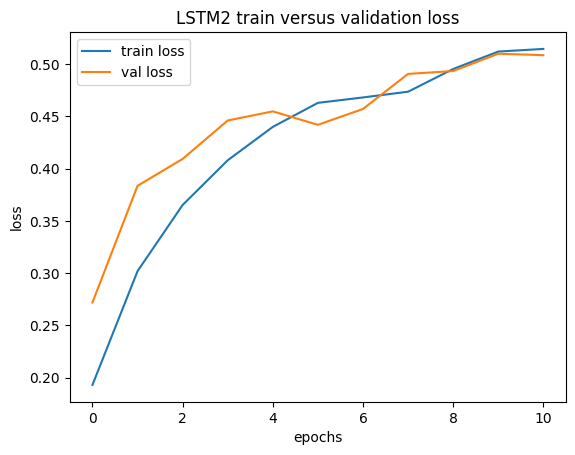 LSTM2 train versus validation loss
train loss
val loss
0.50
0.45
0.40
0.35
0.30
0.25
0.20
loss
0 2 4 6 8 10
epochs